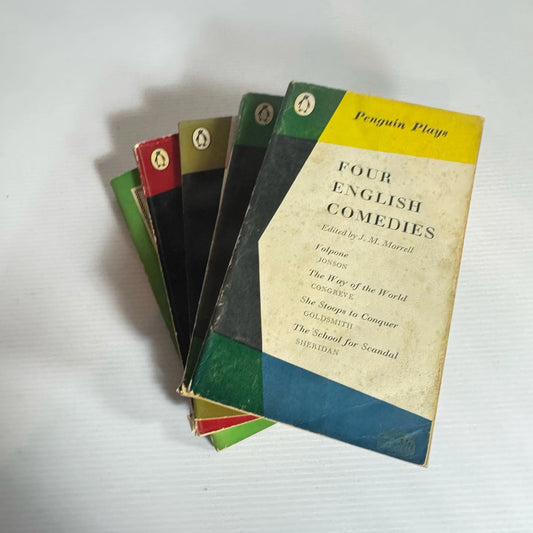 Penguin Plays
FOUR
ENGLISH
COMEDIES
Edited by J. M. Morrell
Volpone
JONSON
The Way of the World
CONGREVE
She Stoops to Conquer
GOLDSMITH
The School for Scandal
SHERIDAN